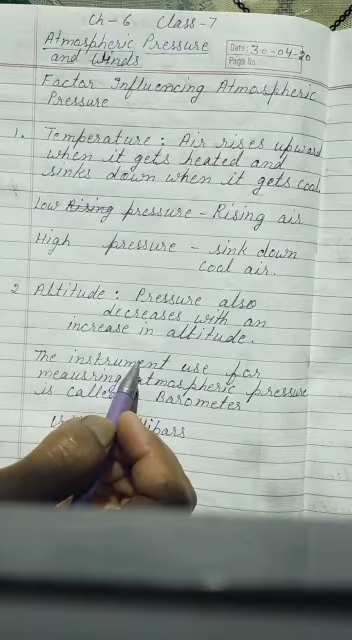 Ch-6 Class-7
Atmospheric Pressure
and Winds
Date: 30-04-20
Page No.
Factor Influencing Atmospheric
Pressure
1. Temperature: Air rises upward
when it gets heated and
sinks down when it gets cool
Low Rising pressure - Rising air
High pressure - sink down
cool air.
2 Altitude: Pressure also
decreases with an
increase in altitude.
The instrument use for
meausring atmospheric pressure
is called Barometer